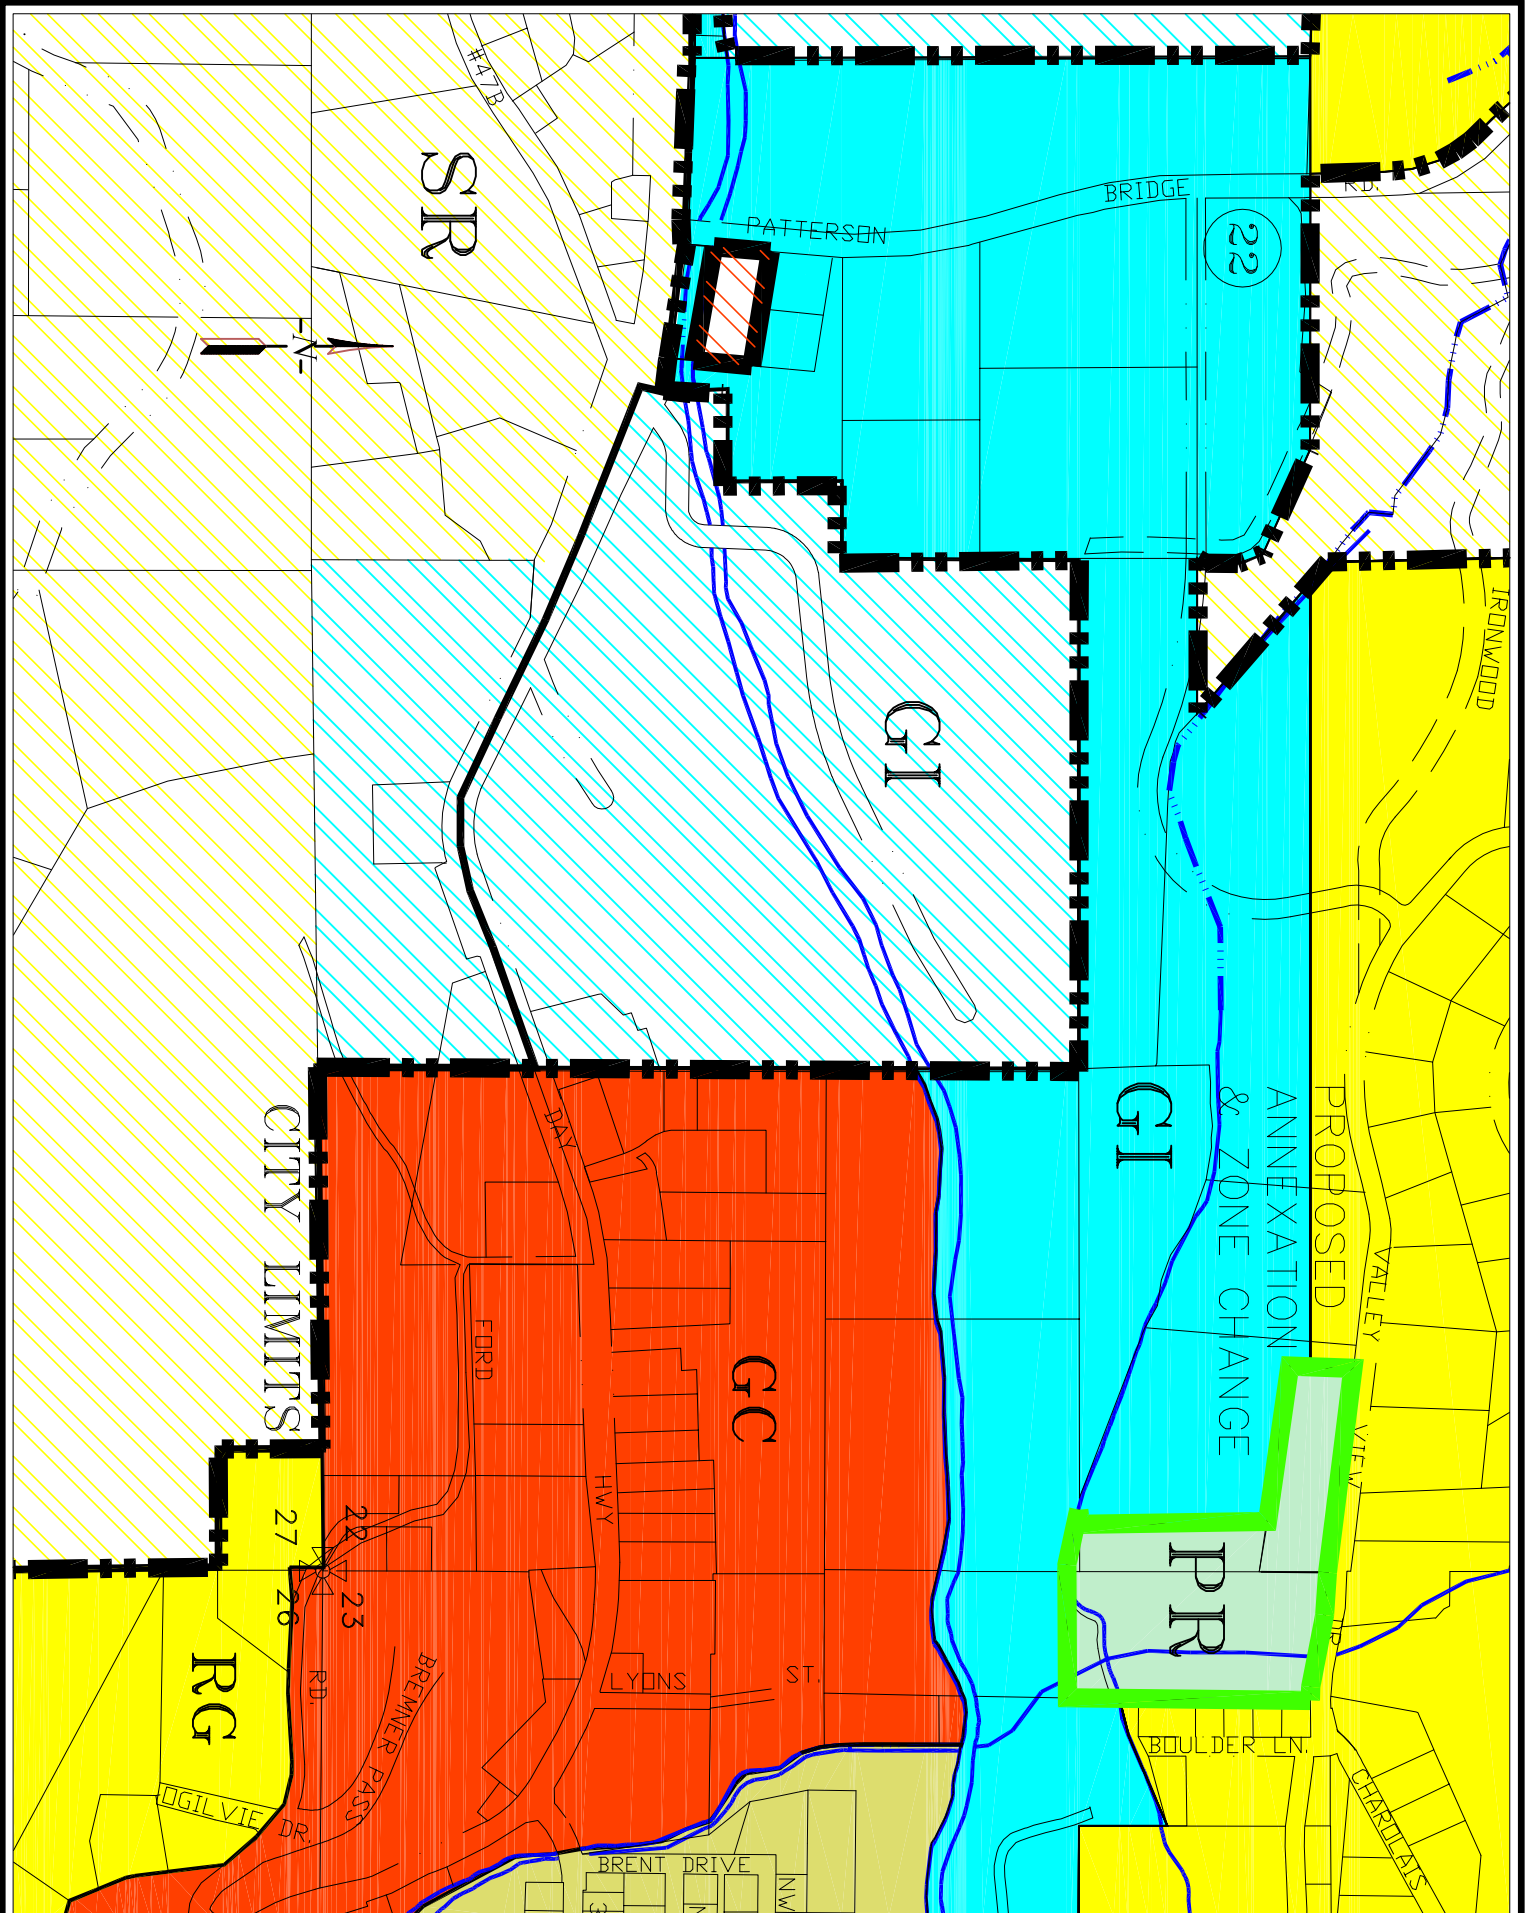 #47B
SR
PATTERSON
BRIDGE
RD.
22
-N-
IRONWOOD
GI
GI
PROPOSED
ANNEXATION
& ZONE CHANGE
CITY LIMITS
DAY
FORD
HWY
GC
VALLEY
VIEW
DR.
PR
27
22
26
23
RG
RD.
BREMNER PASS
OGILVIE DR.
LYONS ST.
BOULDER LN.
CHAROLAIS
BRENT DRIVE
NW
3
N